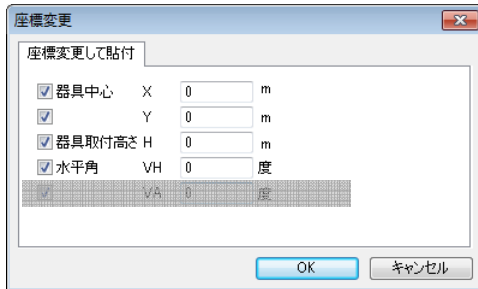 座標変更
座標変更して貼付
器具中心 X 0 m
Y 0 m
器具取付高さ H 0 m
水平角 VH 0 度
VA 0 度
OK キャンセル